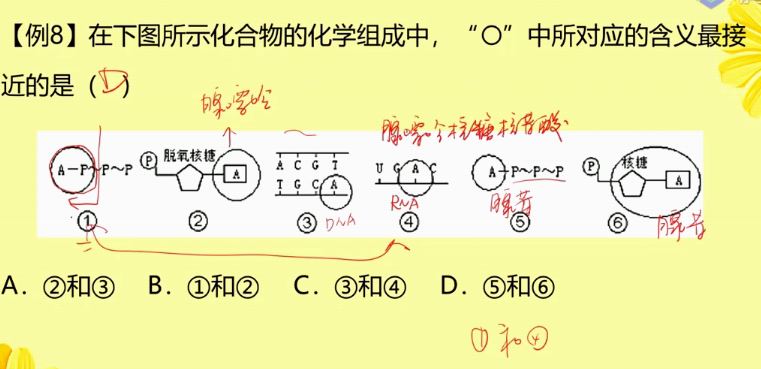 【例8】在下图所示化合物的化学组成中，“○”中所对应的含义最接
近的是（D）
腺嘌呤
腺嘌呤核糖核苷酸
A－P~P~P
P 脱氧核糖 A
A C G T
T G C A
U G A C
A－P~P~P
P 核糖 A
RNA
腺苷
DNA
腺苷
① ② ③ ④ ⑤ ⑥
A. ②和③ B. ①和② C. ③和④ D. ⑤和⑥
①和④